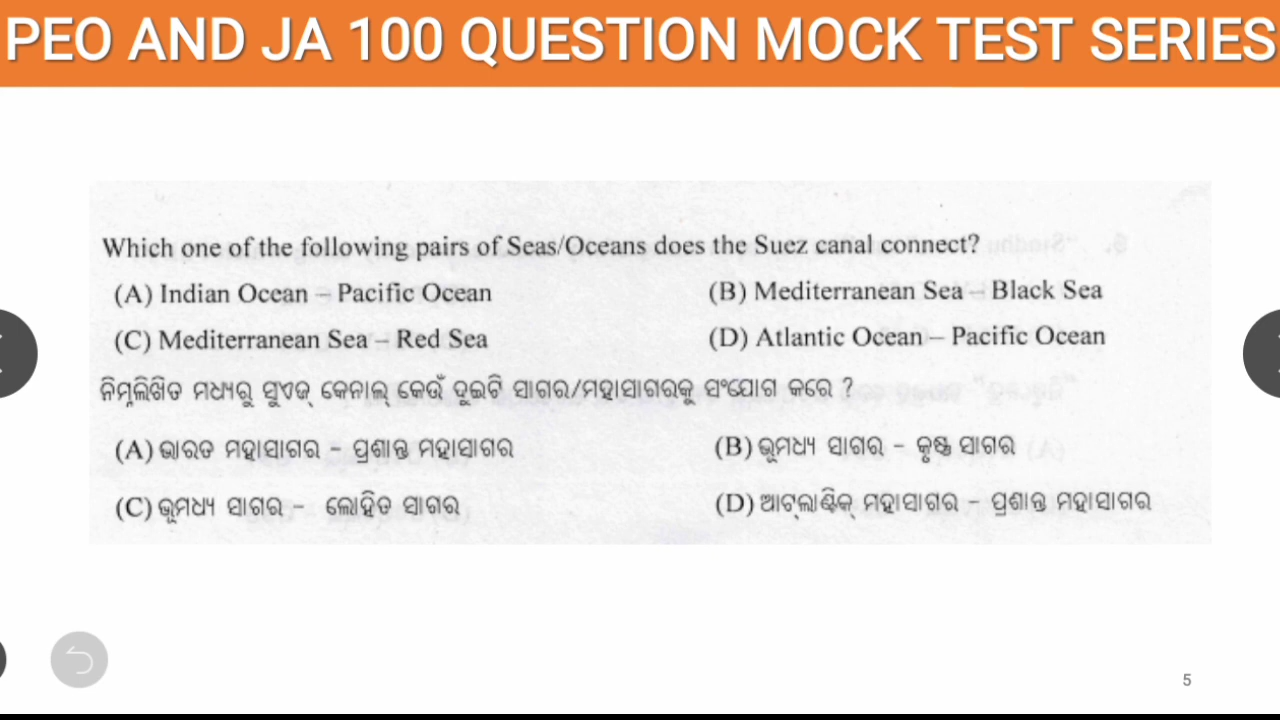 PEO AND JA 100 QUESTION MOCK TEST SERIES
Which one of the following pairs of Seas/Oceans does the Suez canal connect?
(A) Indian Ocean – Pacific Ocean (B) Mediterranean Sea – Black Sea
(C) Mediterranean Sea – Red Sea (D) Atlantic Ocean – Pacific Ocean
ନିମ୍ନଲିଖିତ ମଧ୍ୟରୁ ସୁଏଜ୍ କେନାଲ୍ କେଉଁ ଦୁଇଟି ସାଗର/ମହାସାଗରକୁ ସଂଯୋଗ କରେ ?
(A) ଭାରତ ମହାସାଗର – ପ୍ରଶାନ୍ତ ମହାସାଗର (B) ଭୂମଧ୍ୟ ସାଗର – କୃଷ୍ଣ ସାଗର
(C) ଭୂମଧ୍ୟ ସାଗର – ଲୋହିତ ସାଗର (D) ଆଟ୍‌ଲାଣ୍ଟିକ୍ ମହାସାଗର – ପ୍ରଶାନ୍ତ ମହାସାଗର
5